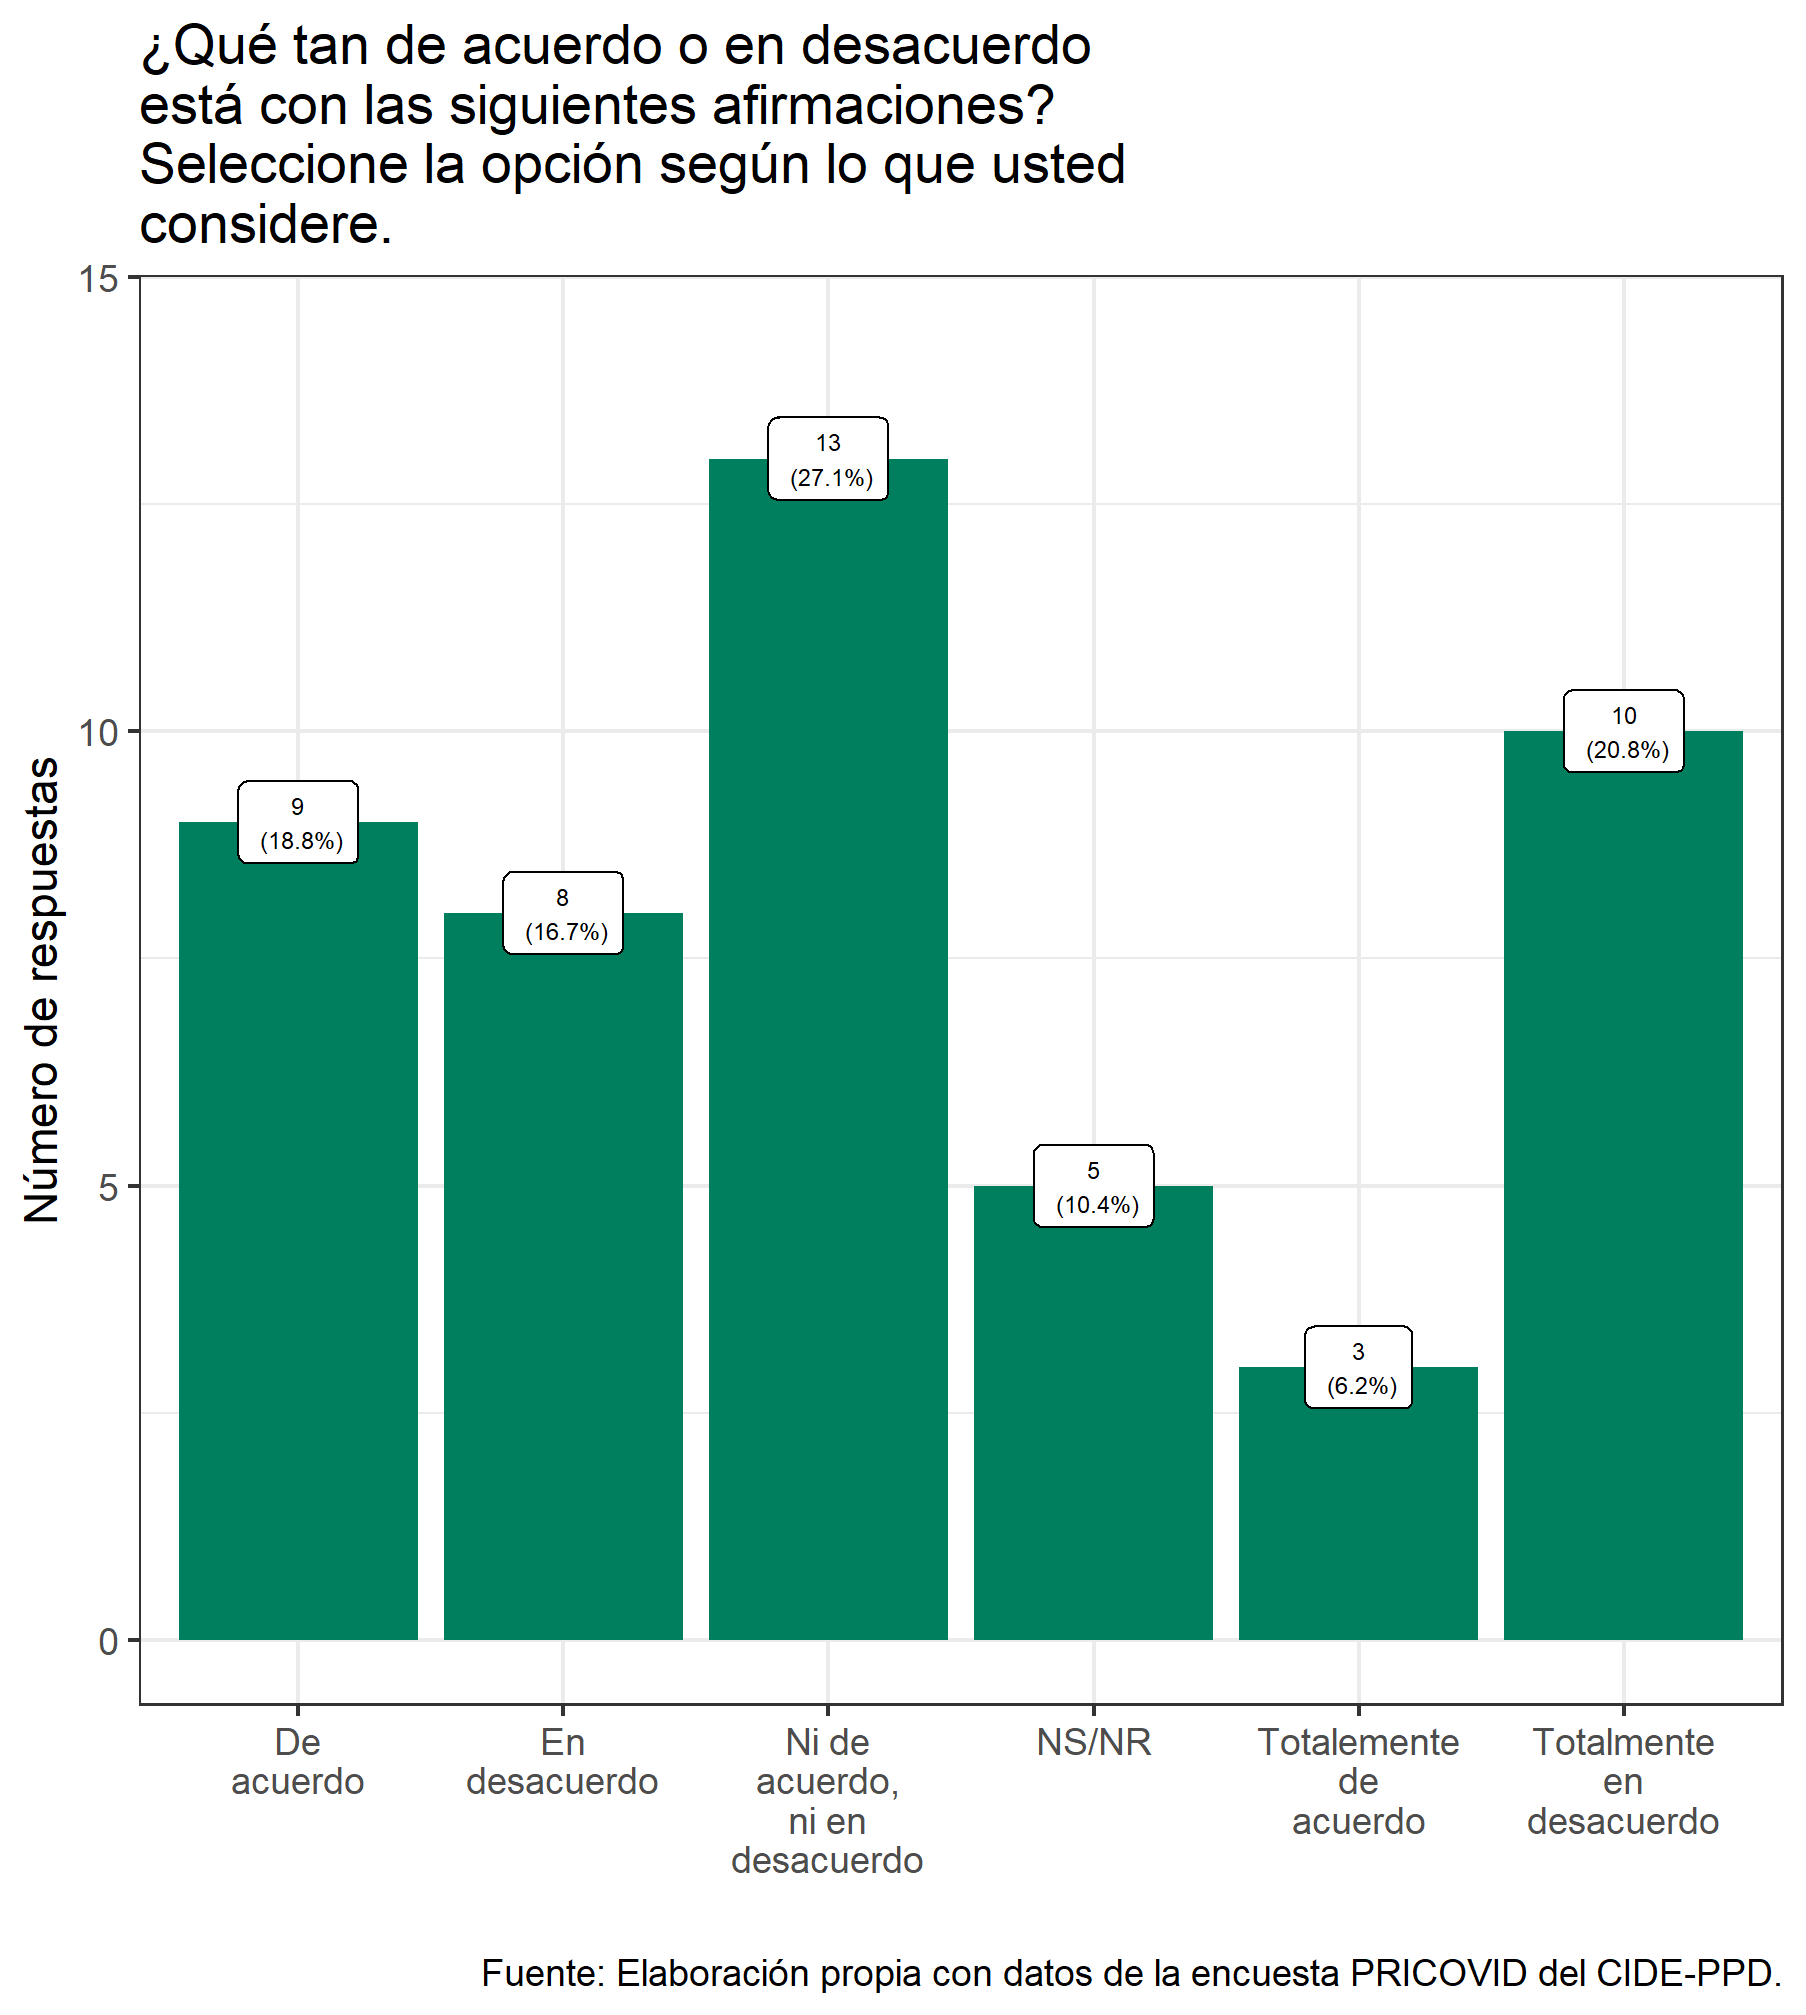 ¿Qué tan de acuerdo o en desacuerdo
está con las siguientes afirmaciones?
Seleccione la opción según lo que usted
considere.
Número de respuestas
15
10
5
0
9
(18.8%)
8
(16.7%)
13
(27.1%)
5
(10.4%)
3
(6.2%)
10
(20.8%)
De
acuerdo
En
desacuerdo
Ni de
acuerdo,
ni en
desacuerdo
NS/NR
Totalemente
de
acuerdo
Totalmente
en
desacuerdo
Fuente: Elaboración propia con datos de la encuesta PRICOVID del CIDE-PPD.